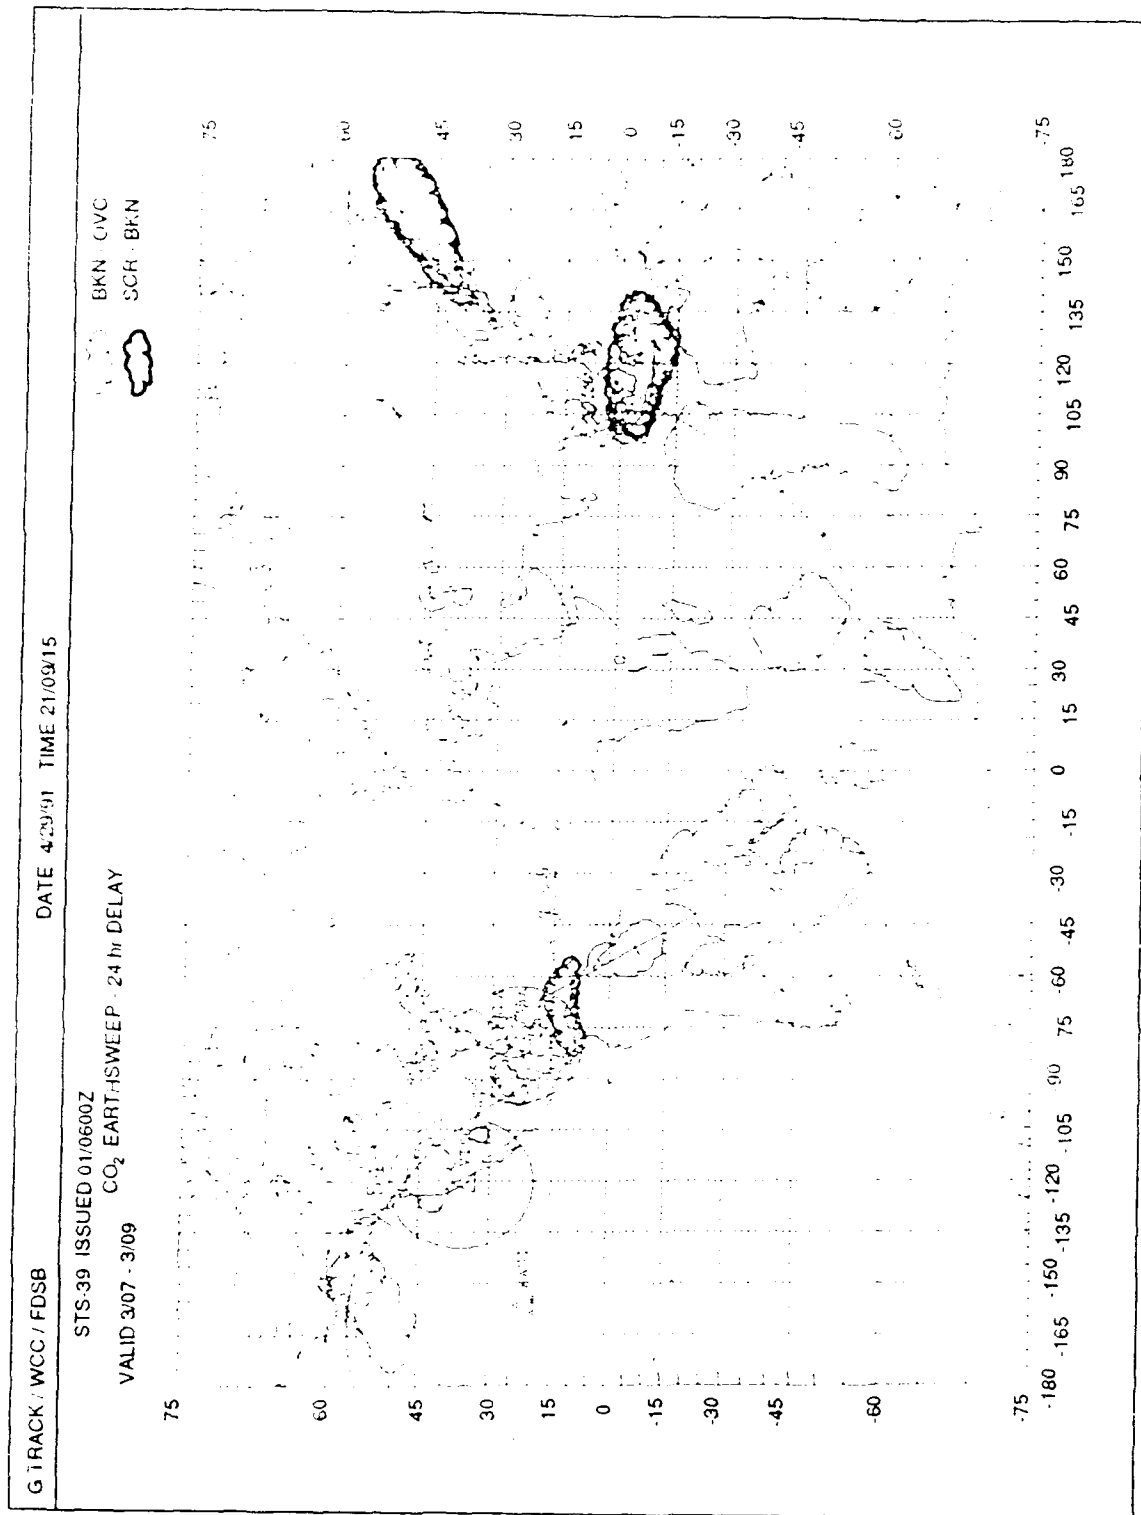 G TRACK / WCC / FDSB
DATE 4/29/91 TIME 21/09/15
STS-39 ISSUED 01/0600Z
VALID 3/07 - 3/09
CO₂ EARTHSWEEP - 24 hr DELAY
BKN - OVC
SCR - BKN
75
60
45
30
15
0
-15
-30
-45
-60
-75
75
60
45
30
15
0
-15
-30
-60
-75
-180 -165 -150 -135 -120 -105 90 75 -60 -45 -30 -15 0 15 30 45 60 75 90 105 120 135 150 165 180